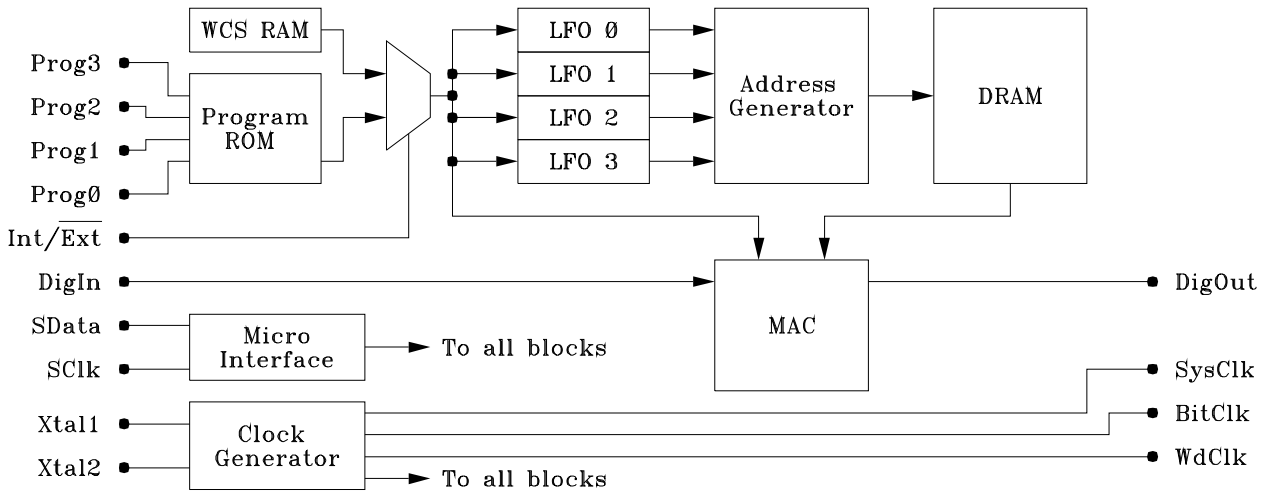 WCS RAM
LFO 0
Prog3
LFO 1
Address
Generator
DRAM
Prog2
Program
ROM
LFO 2
Prog1
LFO 3
Prog0
Int/Ext
DigIn
DigOut
SData
Micro
Interface
To all blocks
MAC
SClk
SysClk
Xtal1
Clock
Generator
BitClk
Xtal2
To all blocks
WdClk